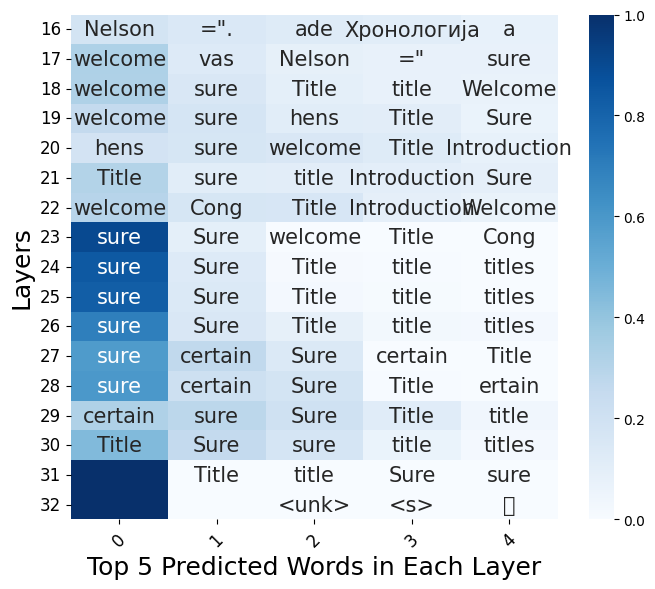 16 Nelson =". ade Хронологија a
17 welcome vas Nelson =" sure
18 welcome sure Title title Welcome
19 welcome sure hens Title Sure
20 hens sure welcome Title Introduction
21 Title sure title Introduction Sure
22 welcome Cong Title Introduction Welcome
23 sure Sure welcome Title Cong
24 sure Sure Title title titles
25 sure Sure Title title titles
26 sure Sure Title title titles
27 sure certain Sure certain Title
28 sure certain Sure Title ertain
29 certain sure Sure Title title
30 Title Sure sure title titles
31 Title title Sure sure
32 <unk> <s> 
0 1 2 3 4
Top 5 Predicted Words in Each Layer
Layers
1.0
0.8
0.6
0.4
0.2
0.0